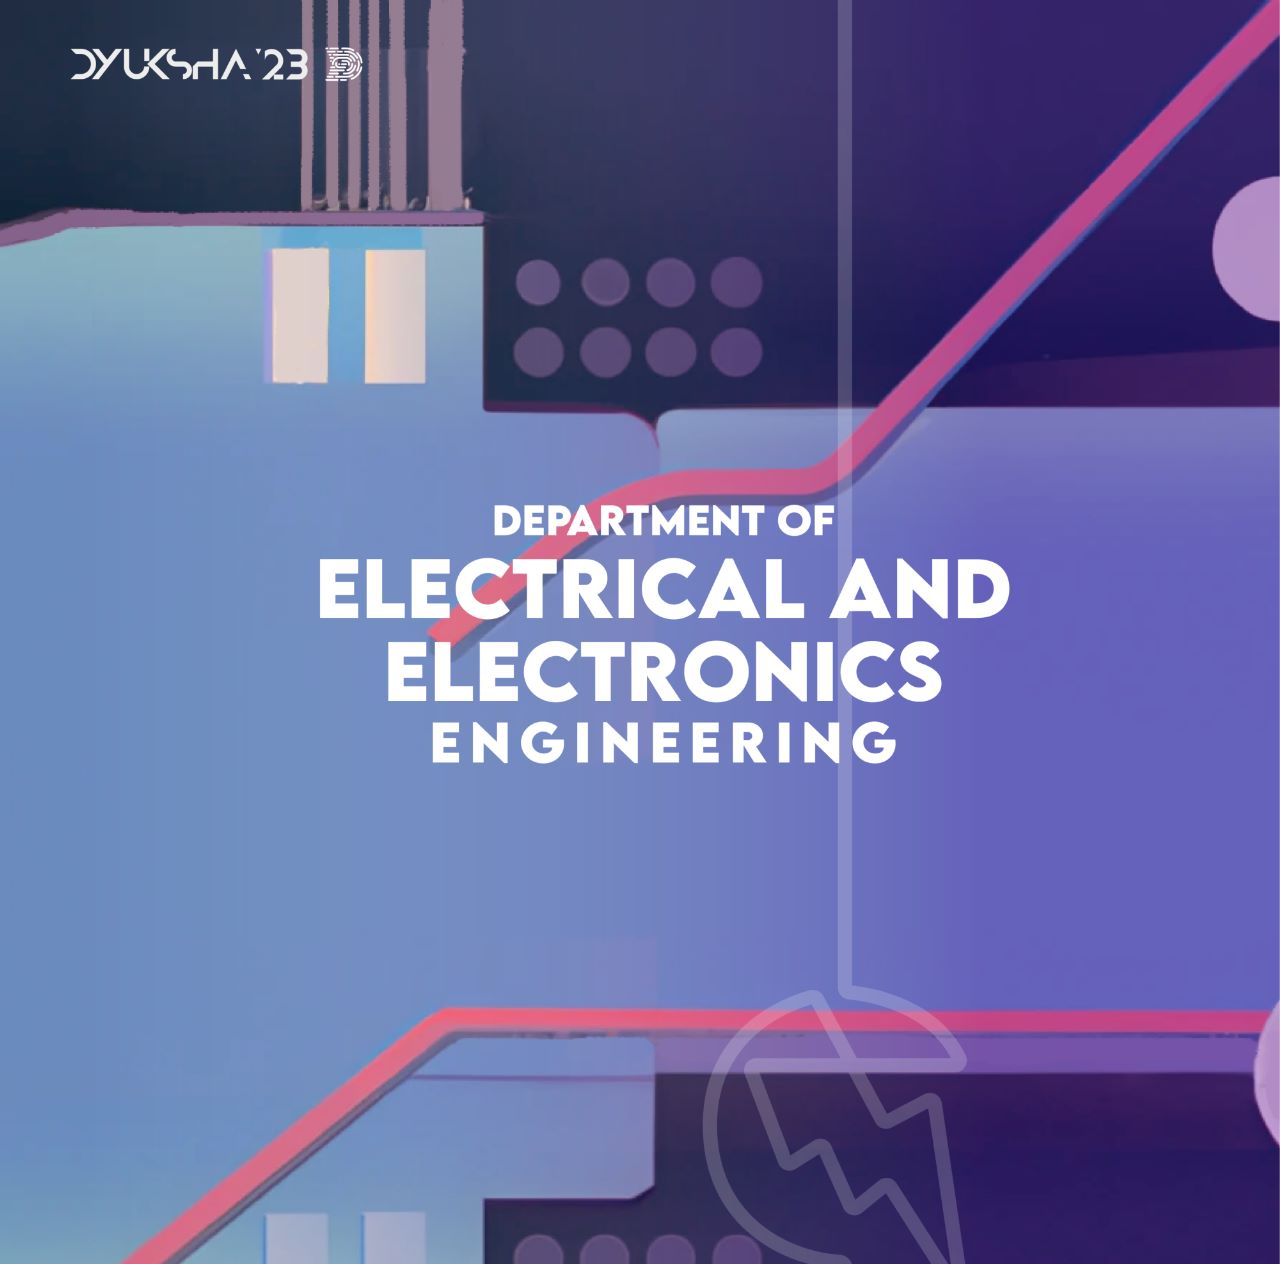 DYUKSHA '23
DEPARTMENT OF
ELECTRICAL AND
ELECTRONICS
ENGINEERING